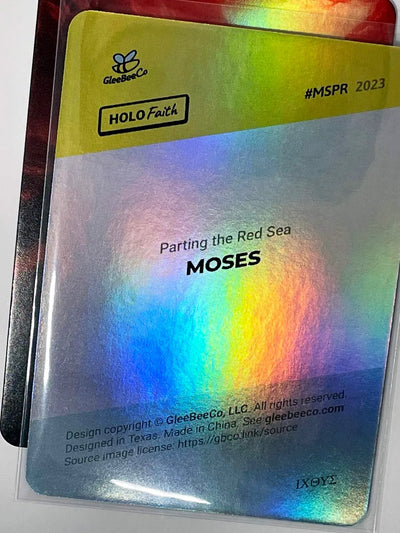 GleeBeeCo
HOLO Faith
#MSPR 2023
Parting the Red Sea
MOSES
Design copyright © GleeBeeCo, LLC. All rights reserved.
Designed in Texas. Made in China. See gleebeeco.com
Source image license: https://gbco.link/source
ΙΧΘΥΣ